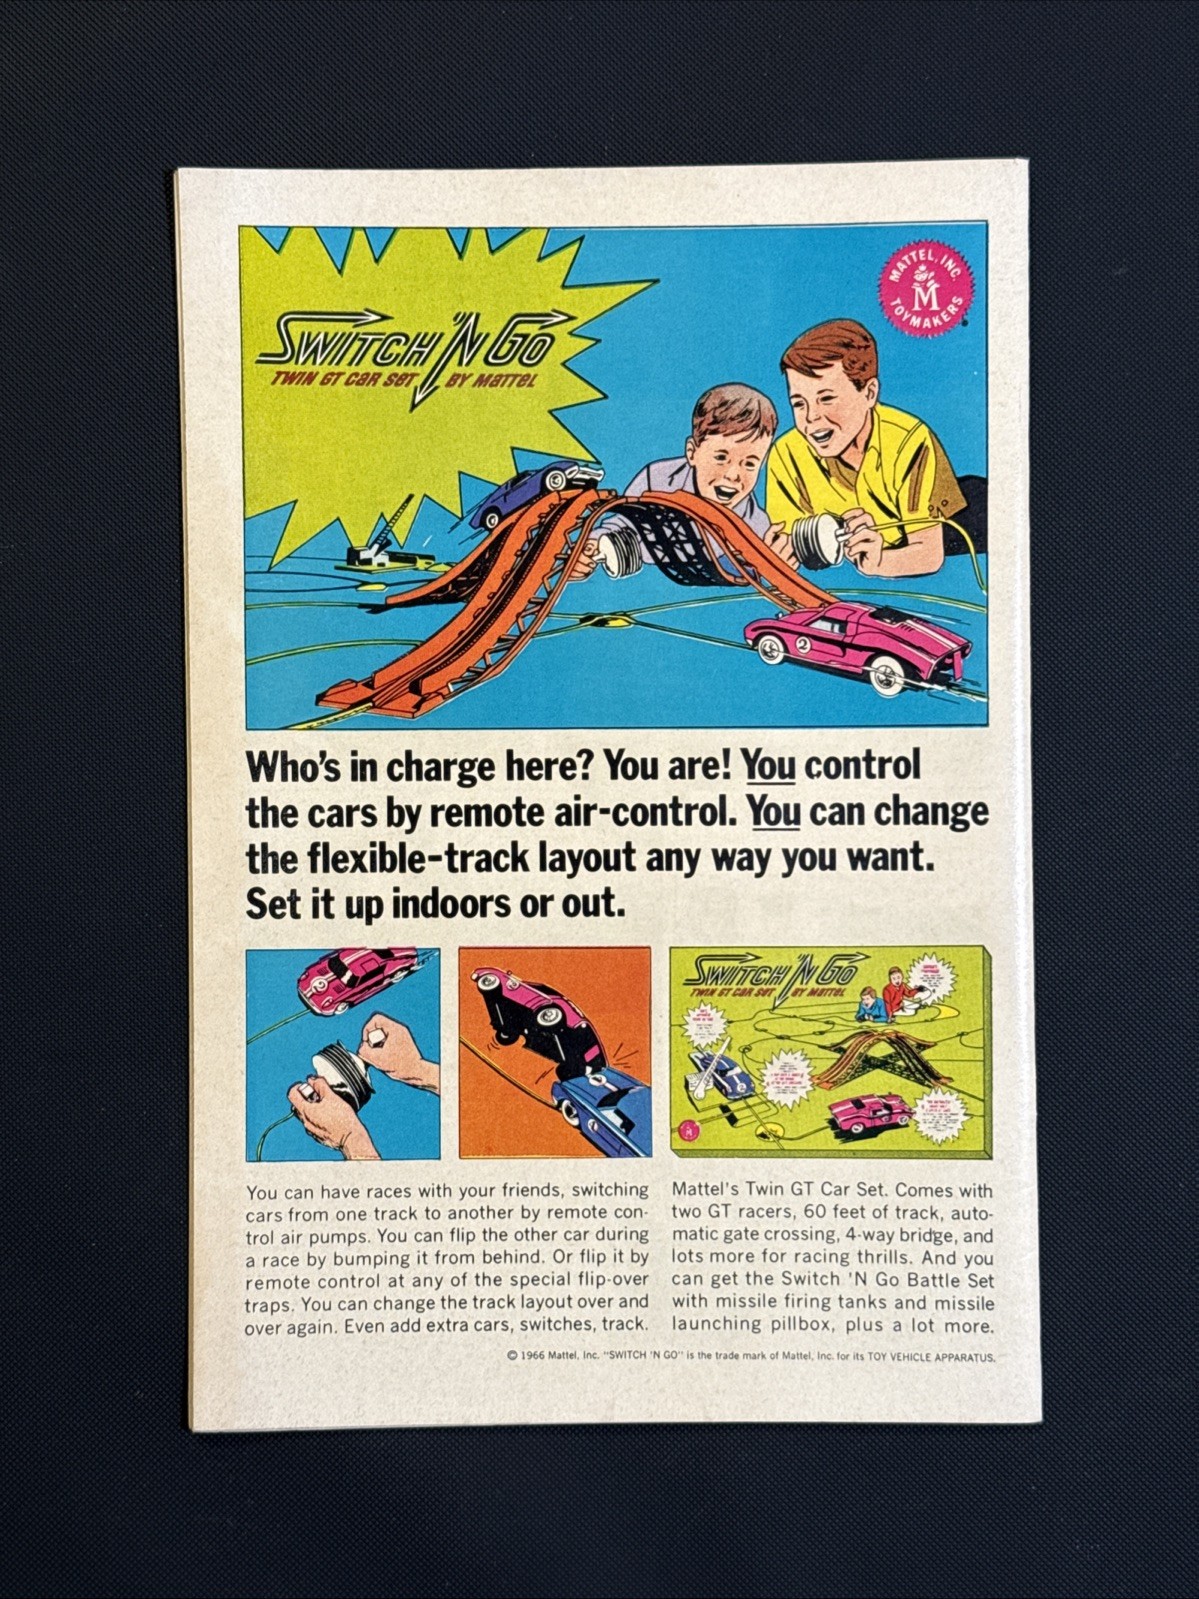 MATTEL, INC.
M
TOYMAKERS
SWITCH 'N GO
TWIN GT CAR SET BY MATTEL
2
Who's in charge here? You are! You control
the cars by remote air-control. You can change
the flexible-track layout any way you want.
Set it up indoors or out.
2
SWITCH 'N GO
TWIN GT CAR SET BY MATTEL
M
You can have races with your friends, switching
cars from one track to another by remote con-
trol air pumps. You can flip the other car during
a race by bumping it from behind. Or flip it by
remote control at any of the special flip-over
traps. You can change the track layout over and
over again. Even add extra cars, switches, track.
Mattel's Twin GT Car Set. Comes with
two GT racers, 60 feet of track, auto-
matic gate crossing, 4-way bridge, and
lots more for racing thrills. And you
can get the Switch 'N Go Battle Set
with missile firing tanks and missile
launching pillbox, plus a lot more.
© 1966 Mattel, Inc. "SWITCH 'N GO" is the trade mark of Mattel, Inc. for its TOY VEHICLE APPARATUS.